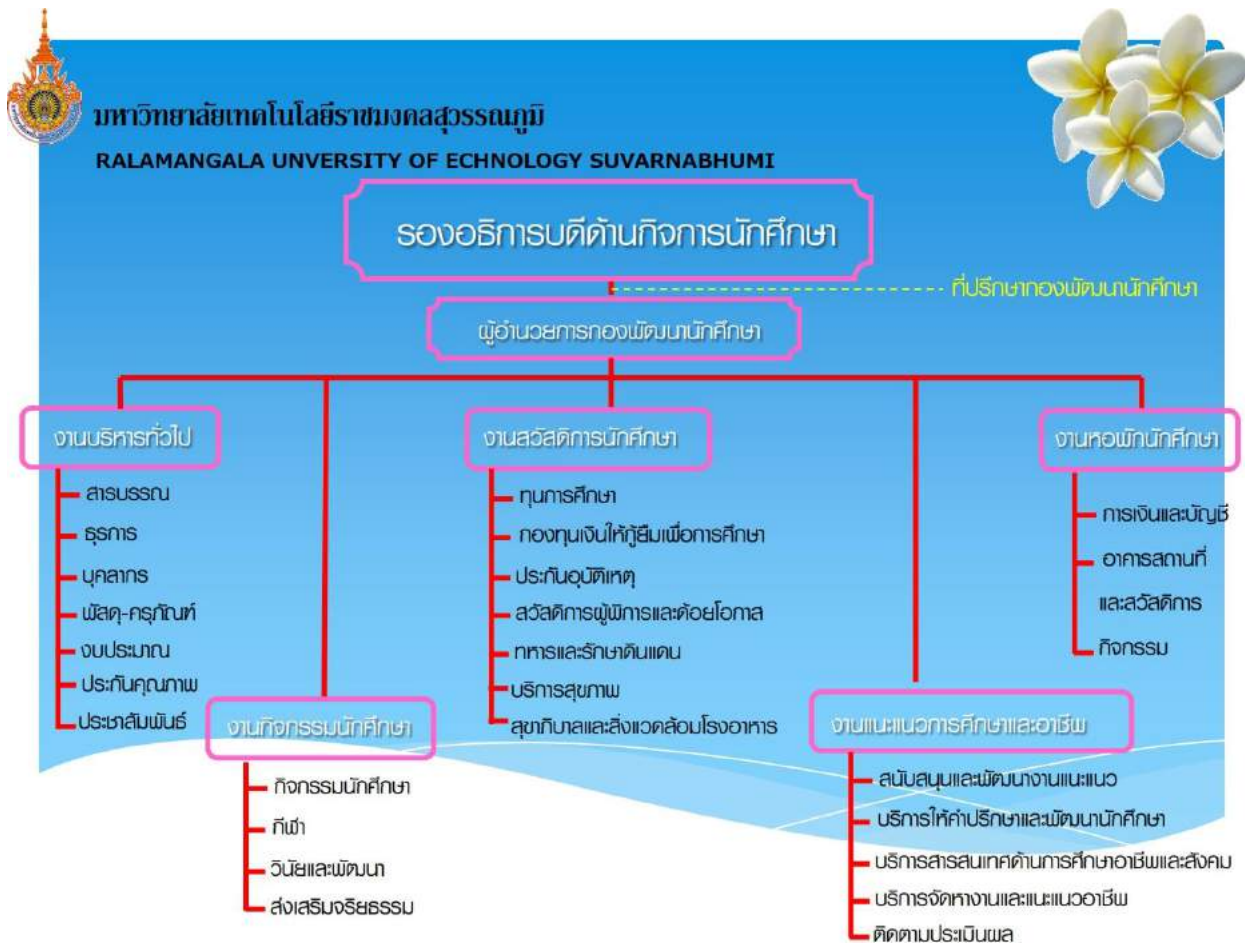 มหาวิทยาลัยเทคโนโลยีราชมงคลสุวรรณภูมิ
RALAMANGALA UNVERSITY OF ECHNOLOGY SUVARNABHUMI
รองอธิการบดีด้านกิจการนักศึกษา
ที่ปรึกษากองพัฒนานักศึกษา
ผู้อำนวยการกองพัฒนานักศึกษา
งานบริหารทั่วไป
สารบรรณ
ธุรการ
บุคลากร
พัสดุ-ครุภัณฑ์
งบประมาณ
ประกันคุณภาพ
ประชาสัมพันธ์
งานกิจกรรมนักศึกษา
กิจกรรมนักศึกษา
กีฬา
วินัยและพัฒนา
ส่งเสริมจริยธรรม
งานสวัสดิการนักศึกษา
ทุนการศึกษา
กองทุนเงินให้กู้ยืมเพื่อการศึกษา
ประกันอุบัติเหตุ
สวัสดิการผู้พิการและด้อยโอกาส
ทหารและรักษาดินแดน
บริการสุขภาพ
สุขาภิบาลและสิ่งแวดล้อมโรงอาหาร
งานแนะแนวการศึกษาและอาชีพ
สนับสนุนและพัฒนางานแนะแนว
บริการให้คำปรึกษาและพัฒนานักศึกษา
บริการสารสนเทศด้านการศึกษาอาชีพและสังคม
บริการจัดหางานและแนะแนวอาชีพ
ติดตามประเมินผล
งานหอพักนักศึกษา
การเงินและบัญชี
อาคารสถานที่
และสวัสดิการ
กิจกรรม